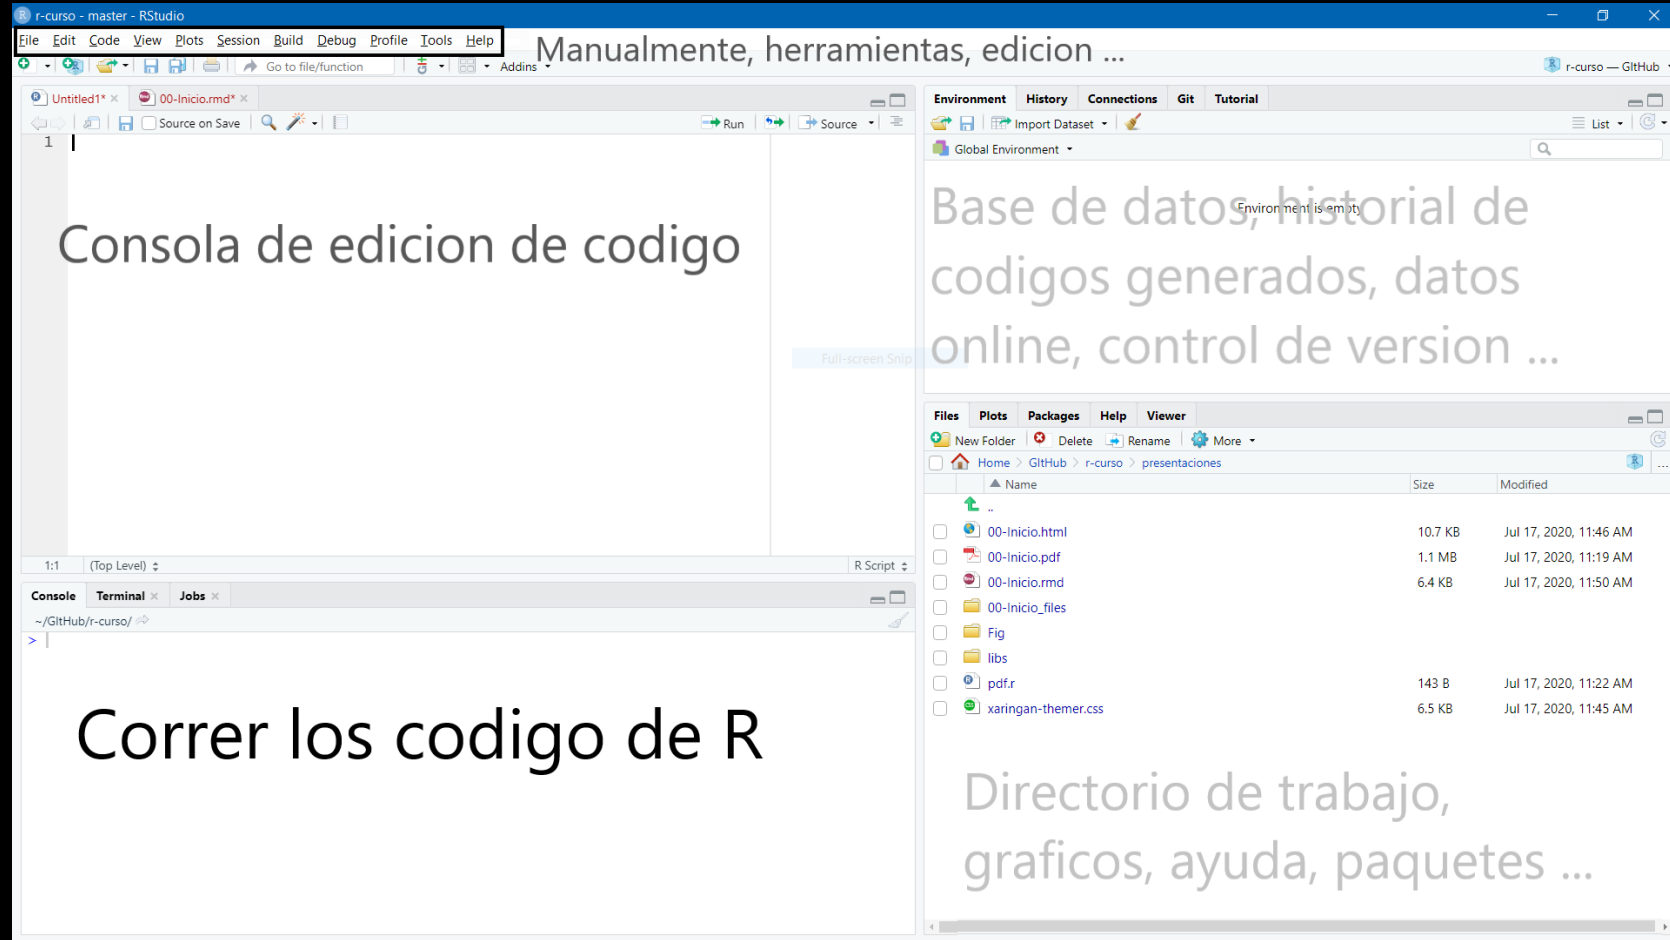 r-curso - master - RStudio
File Edit Code View Plots Session Build Debug Profile Tools Help
Manualmente, herramientas, edicion ...
Go to file/function
Addins
r-curso — GItHub
Untitled1*
00-Inicio.rmd*
Source on Save
Run
Source
1
Consola de edicion de codigo
1:1
(Top Level)
R Script
Environment History Connections Git Tutorial
Import Dataset
List
Global Environment
Environment is empty
Base de datos, historial de
codigos generados, datos
online, control de version ...
Full-screen Snip
Console Terminal Jobs
~/GItHub/r-curso/
>
Correr los codigo de R
Files Plots Packages Help Viewer
New Folder Delete Rename More
Home > GItHub > r-curso > presentaciones
...
Name Size Modified
..
00-Inicio.html 10.7 KB Jul 17, 2020, 11:46 AM
00-Inicio.pdf 1.1 MB Jul 17, 2020, 11:19 AM
00-Inicio.rmd 6.4 KB Jul 17, 2020, 11:50 AM
00-Inicio_files
Fig
libs
pdf.r 143 B Jul 17, 2020, 11:22 AM
xaringan-themer.css 6.5 KB Jul 17, 2020, 11:45 AM
Directorio de trabajo,
graficos, ayuda, paquetes ...